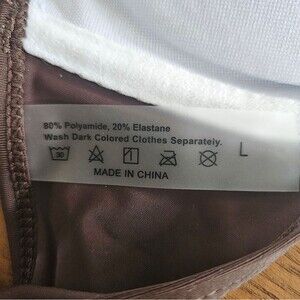 80% Polyamide, 20% Elastane
Wash Dark Colored Clothes Separately.
30
L
MADE IN CHINA